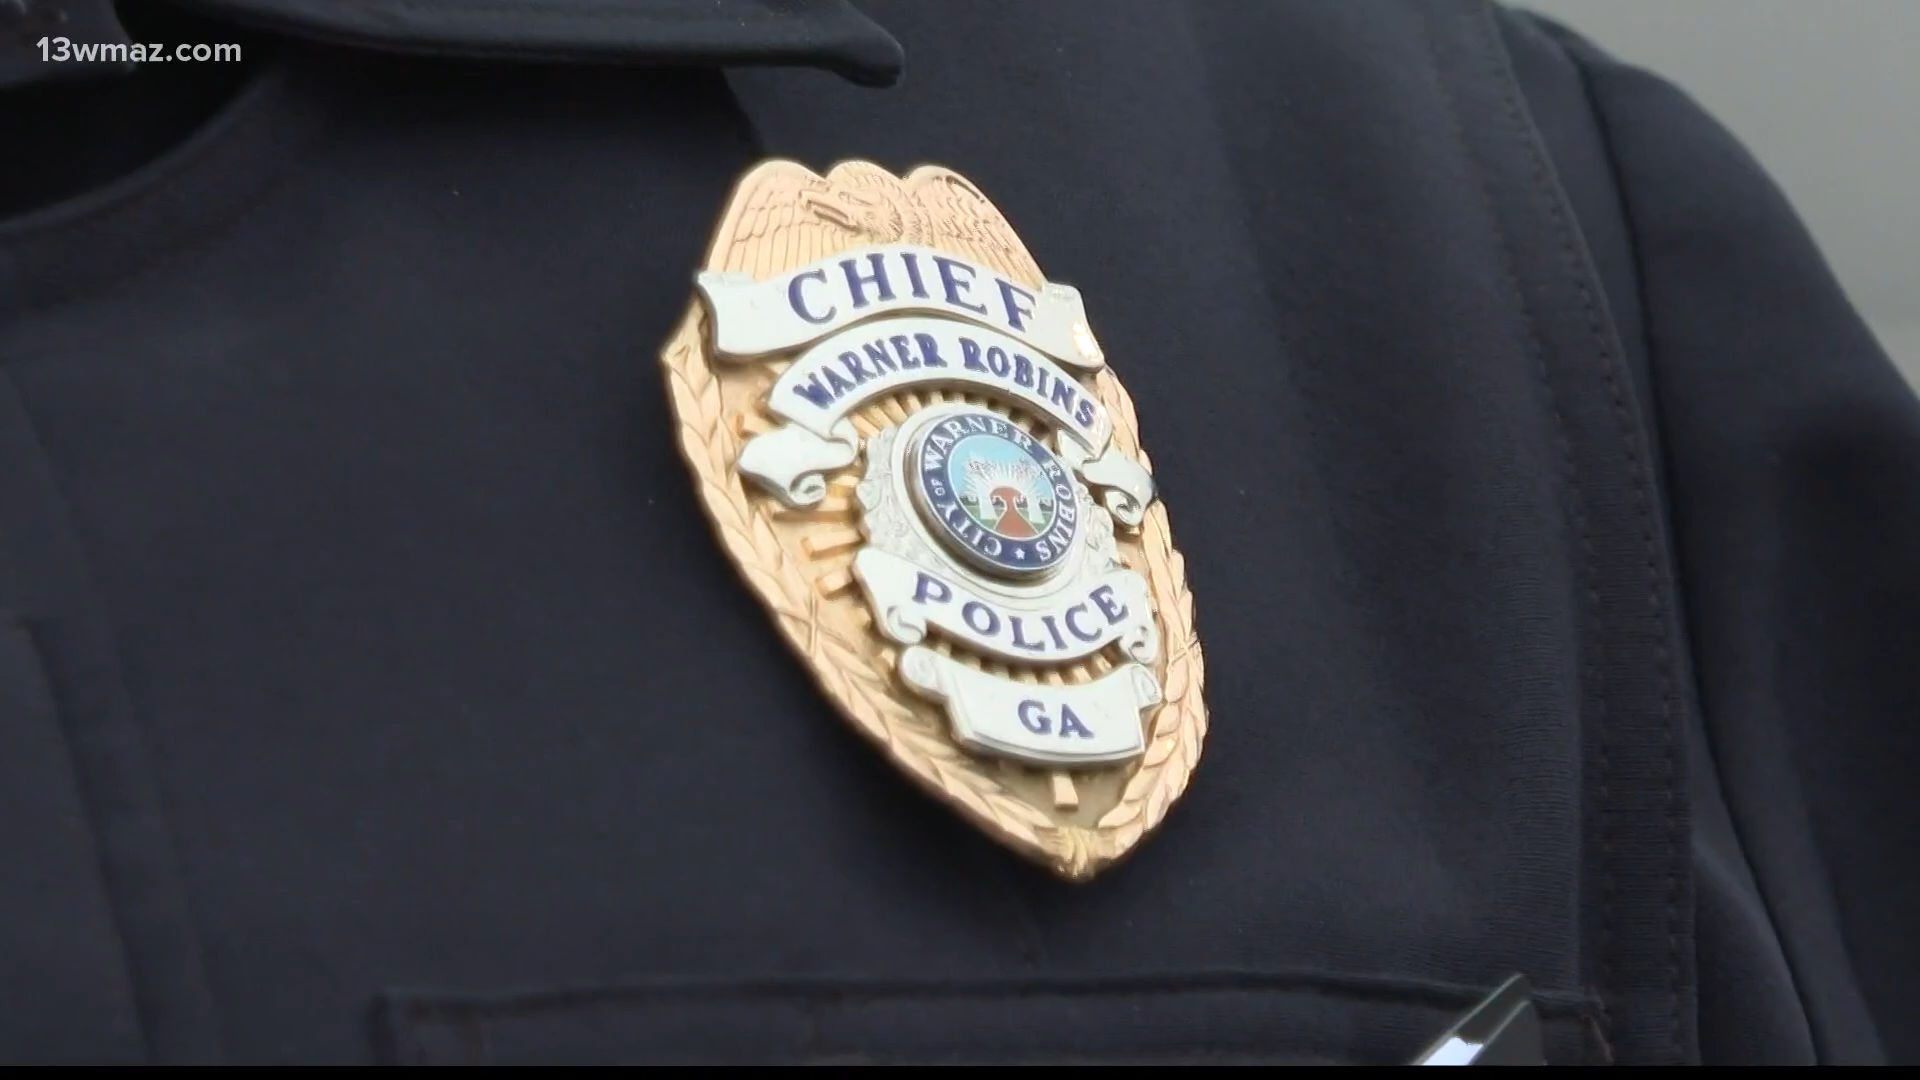 13wmaz.com
CHIEF
WARNER ROBINS
CITY OF WARNER ROBINS
POLICE
GA